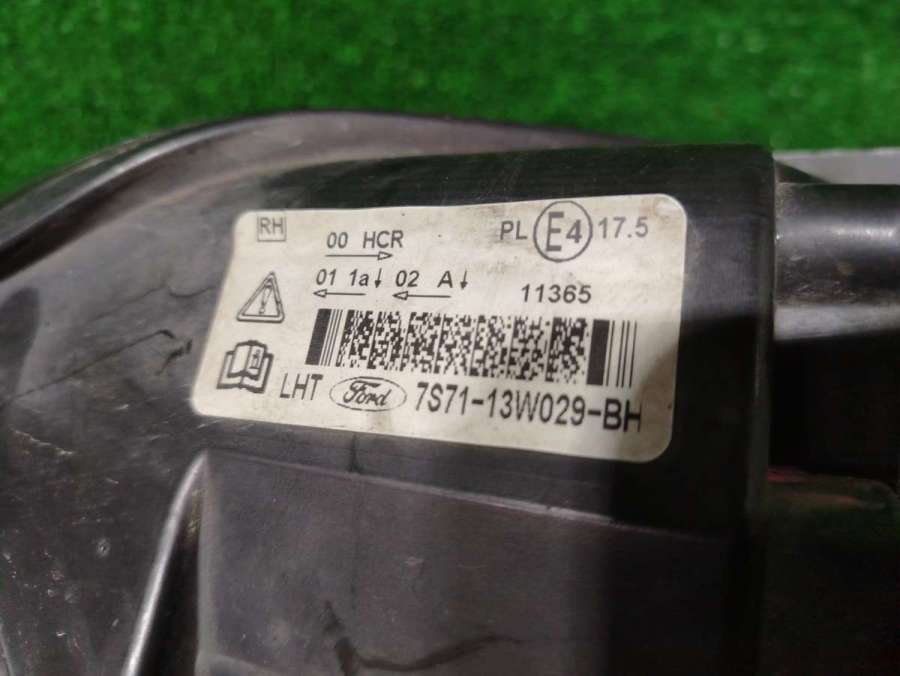 RH
00 HCR
PL E4 17.5
01 1a↓ 02 A↓
11365
LHT Ford 7S71-13W029-BH